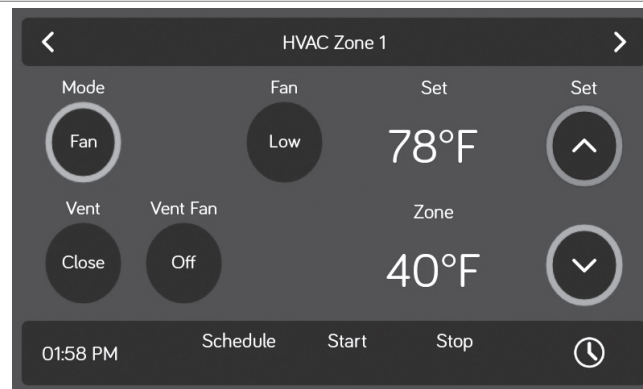 HVAC Zone 1
Mode Fan Set Set
Fan Low 78°F
Vent Vent Fan Zone
Close Off 40°F
01:58 PM Schedule Start Stop